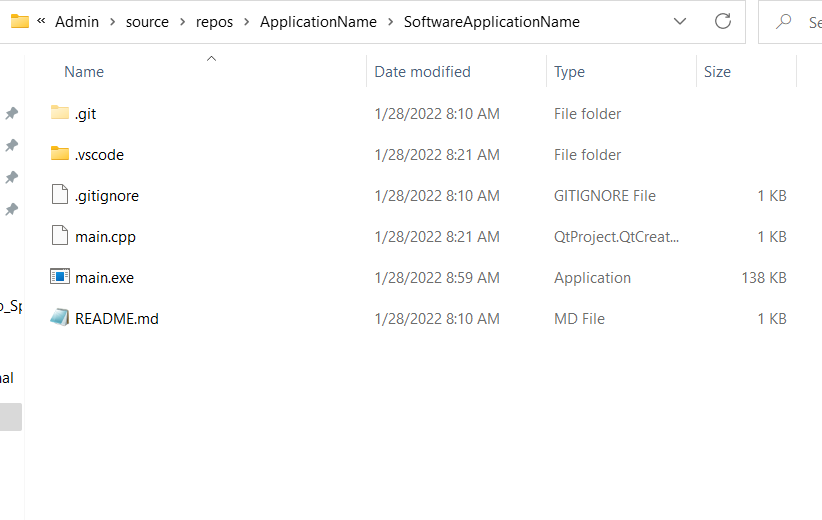 « Admin > source > repos > ApplicationName > SoftwareApplicationName Se
Name Date modified Type Size
.git 1/28/2022 8:10 AM File folder
.vscode 1/28/2022 8:21 AM File folder
.gitignore 1/28/2022 8:10 AM GITIGNORE File 1 KB
main.cpp 1/28/2022 8:21 AM QtProject.QtCreat... 1 KB
main.exe 1/28/2022 8:59 AM Application 138 KB
o_Sp
README.md 1/28/2022 8:10 AM MD File 1 KB
nal